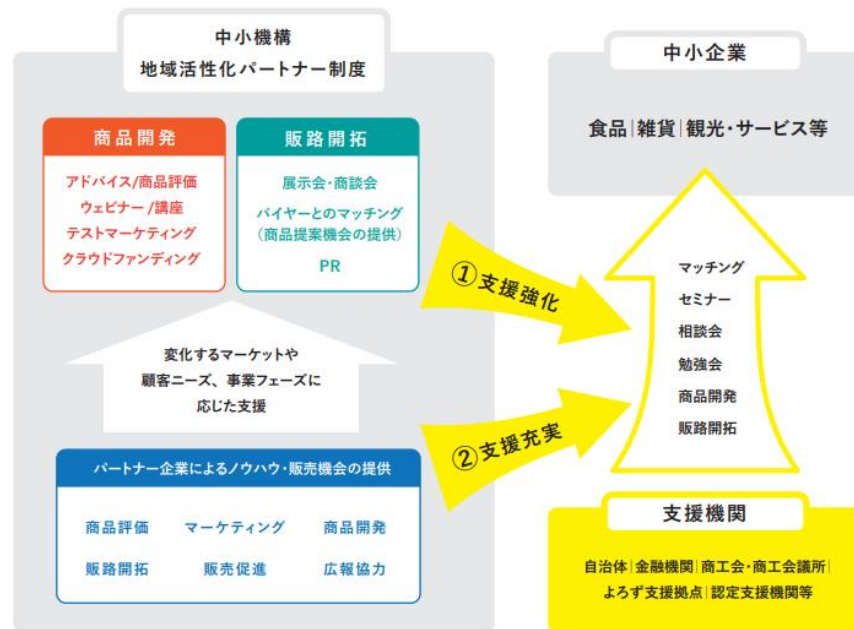 中小機構
地域活性化パートナー制度
商品開発
アドバイス/商品評価
ウェビナー/講座
テストマーケティング
クラウドファンディング
販路開拓
展示会・商談会
バイヤーとのマッチング
（商品提案機会の提供）
PR
変化するマーケットや
顧客ニーズ、事業フェーズに
応じた支援
パートナー企業によるノウハウ・販売機会の提供
商品評価 マーケティング 商品開発
販路開拓 販売促進 広報協力
①支援強化
②支援充実
中小企業
食品|雑貨|観光・サービス等
マッチング
セミナー
相談会
勉強会
商品開発
販路開拓
支援機関
自治体|金融機関|商工会・商工会議所|
よろず支援拠点|認定支援機関等